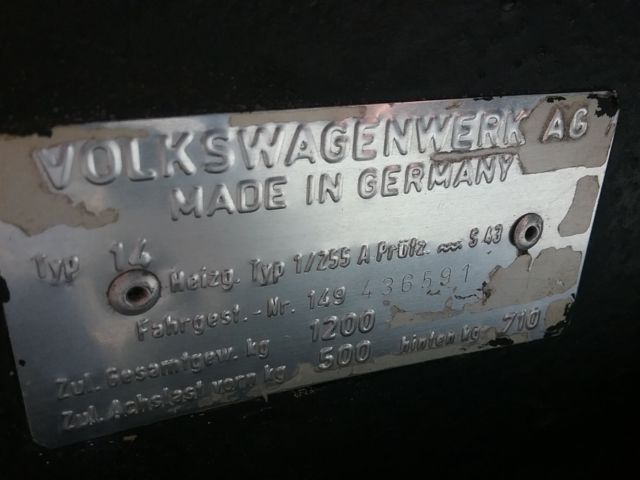 VOLKSWAGENWERK AG
MADE IN GERMANY
Typ 14 Heizg. Typ 1/255 A Prüfz. ~~~ S 43
Fahrgest.-Nr. 149 436591
Zul. Gesamtgew. kg 1200
Zul. Achslast vorn kg 500 hinten kg 710